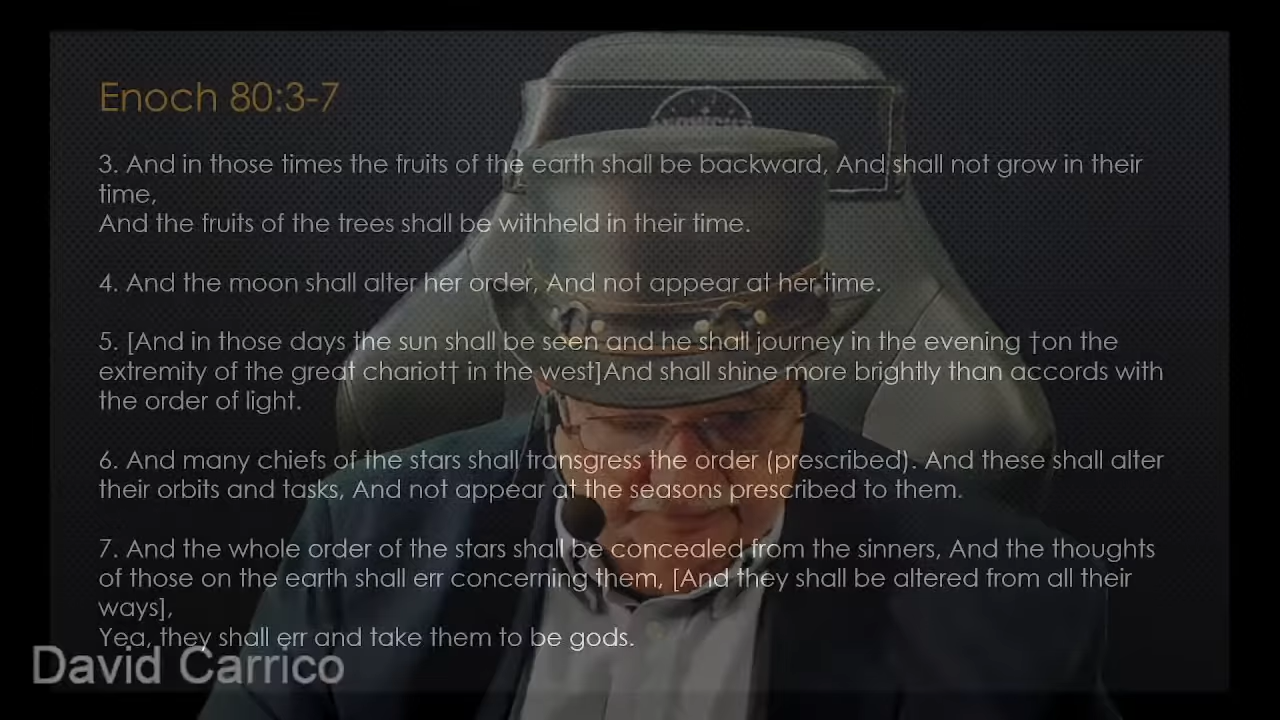 Enoch 80:3-7
3. And in those times the fruits of the earth shall be backward, And shall not grow in their
time,
And the fruits of the trees shall be withheld in their time.
4. And the moon shall alter her order, And not appear at her time.
5. [And in those days the sun shall be seen and he shall journey in the evening †on the
extremity of the great chariot† in the west]And shall shine more brightly than accords with
the order of light.
6. And many chiefs of the stars shall transgress the order (prescribed). And these shall alter
their orbits and tasks, And not appear at the seasons prescribed to them.
7. And the whole order of the stars shall be concealed from the sinners, And the thoughts
of those on the earth shall err concerning them, [And they shall be altered from all their
ways],
Yea, they shall err and take them to be gods.
David Carrico